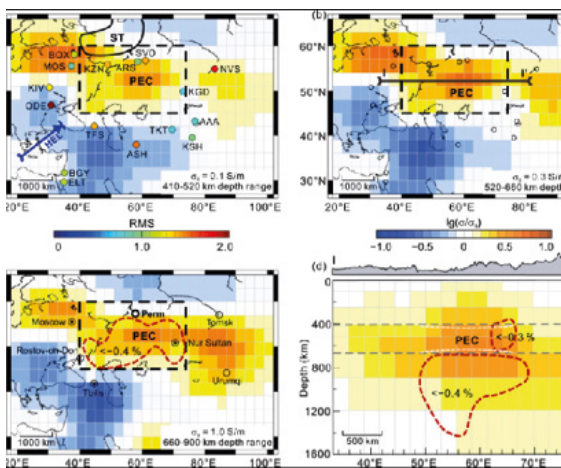 ST
BOX
SVD
MOS
KZN
ARS
NVS
PEC
KIV
KGD
ODE
AAA
TKT
TFS
HEL
ASH
KSH
BGY
ELT
1000 km
σ₀ = 0.1 S/m
410-520 km depth range
20°E 40°E 60°E 80°E 100°E
(b)
60°N
50°N
40°N
30°N
PEC
1000 km
σ₀ = 0.3 S/m
520-660 km depth range
20°E 40°E 60°E 80°E
RMS
0 1 2.0
lg(σ/σ₀)
−1.0 −0.5 0.0 0.5 1.0
Perm
Moscow
PEC
Tomsk
Nur Sultan
Rostov-on-Don
<−0.4 %
Urumqi
1000 km
σ₀ = 1.0 S/m
660-900 km depth range
20°E 40°E 60°E 80°E 100°E
(d)
0
400
800
1200
1600
Depth [km]
PEC
<−0.3 %
<−0.4 %
500 km
40°E 50°E 60°E 70°E 80°E